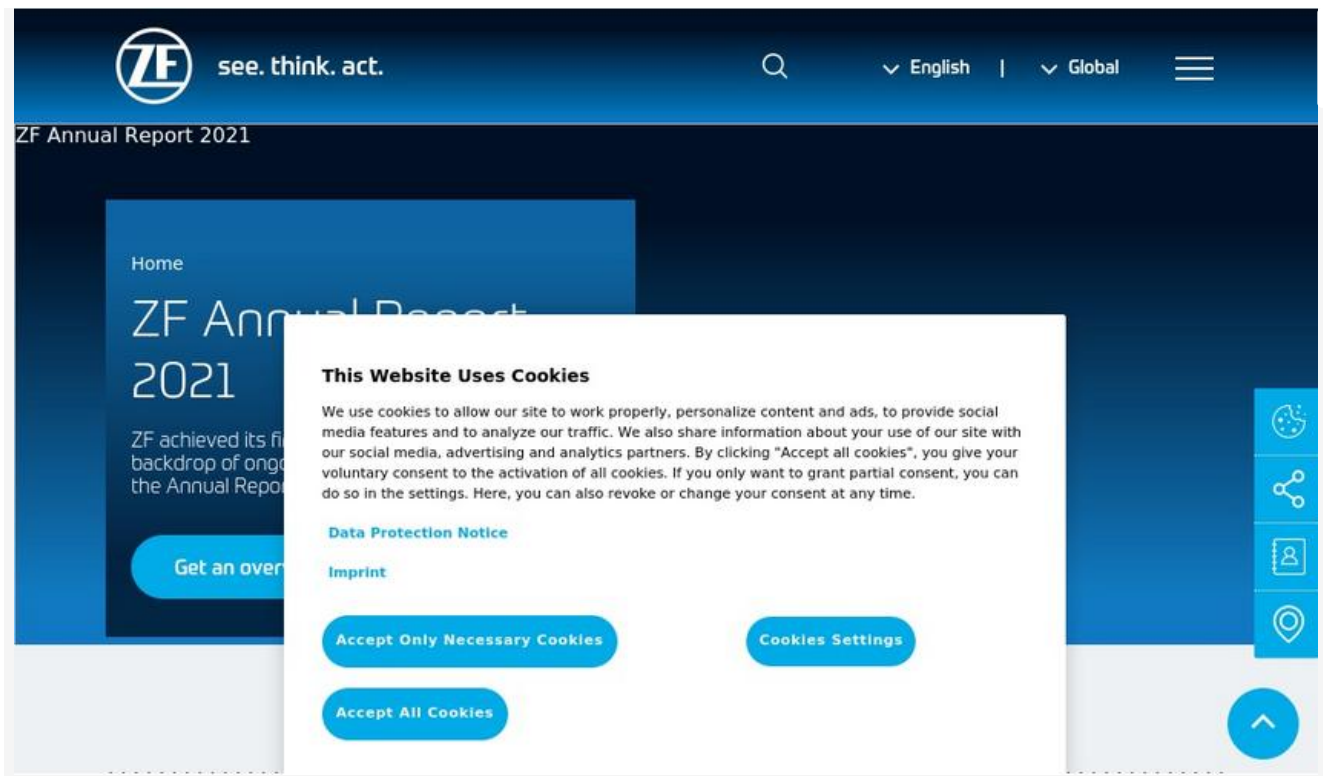 ZF see. think. act.
English | Global
ZF Annual Report 2021
Home
ZF Annual Report
2021
ZF achieved its
backdrop of
the Annual
Get an
This Website Uses Cookies
We use cookies to allow our site to work properly, personalize content and ads, to provide social
media features and to analyze our traffic. We also share information about your use of our site with
our social media, advertising and analytics partners. By clicking "Accept all cookies", you give your
voluntary consent to the activation of all cookies. If you only want to grant partial consent, you can
do so in the settings. Here, you can also revoke or change your consent at any time.
Data Protection Notice
Imprint
Accept Only Necessary Cookies
Cookies Settings
Accept All Cookies